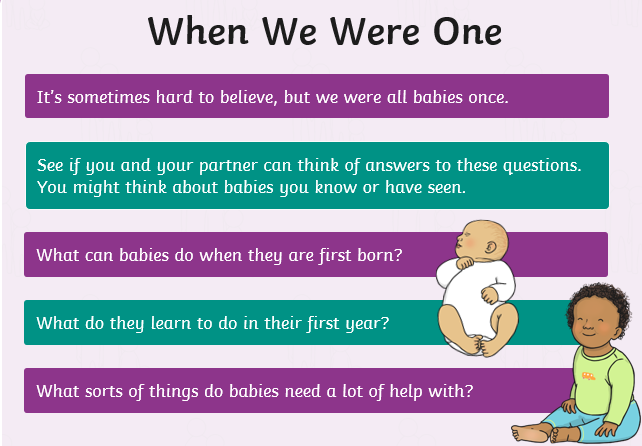 When We Were One
It's sometimes hard to believe, but we were all babies once.
See if you and your partner can think of answers to these questions.
You might think about babies you know or have seen.
What can babies do when they are first born?
What do they learn to do in their first year?
What sorts of things do babies need a lot of help with?